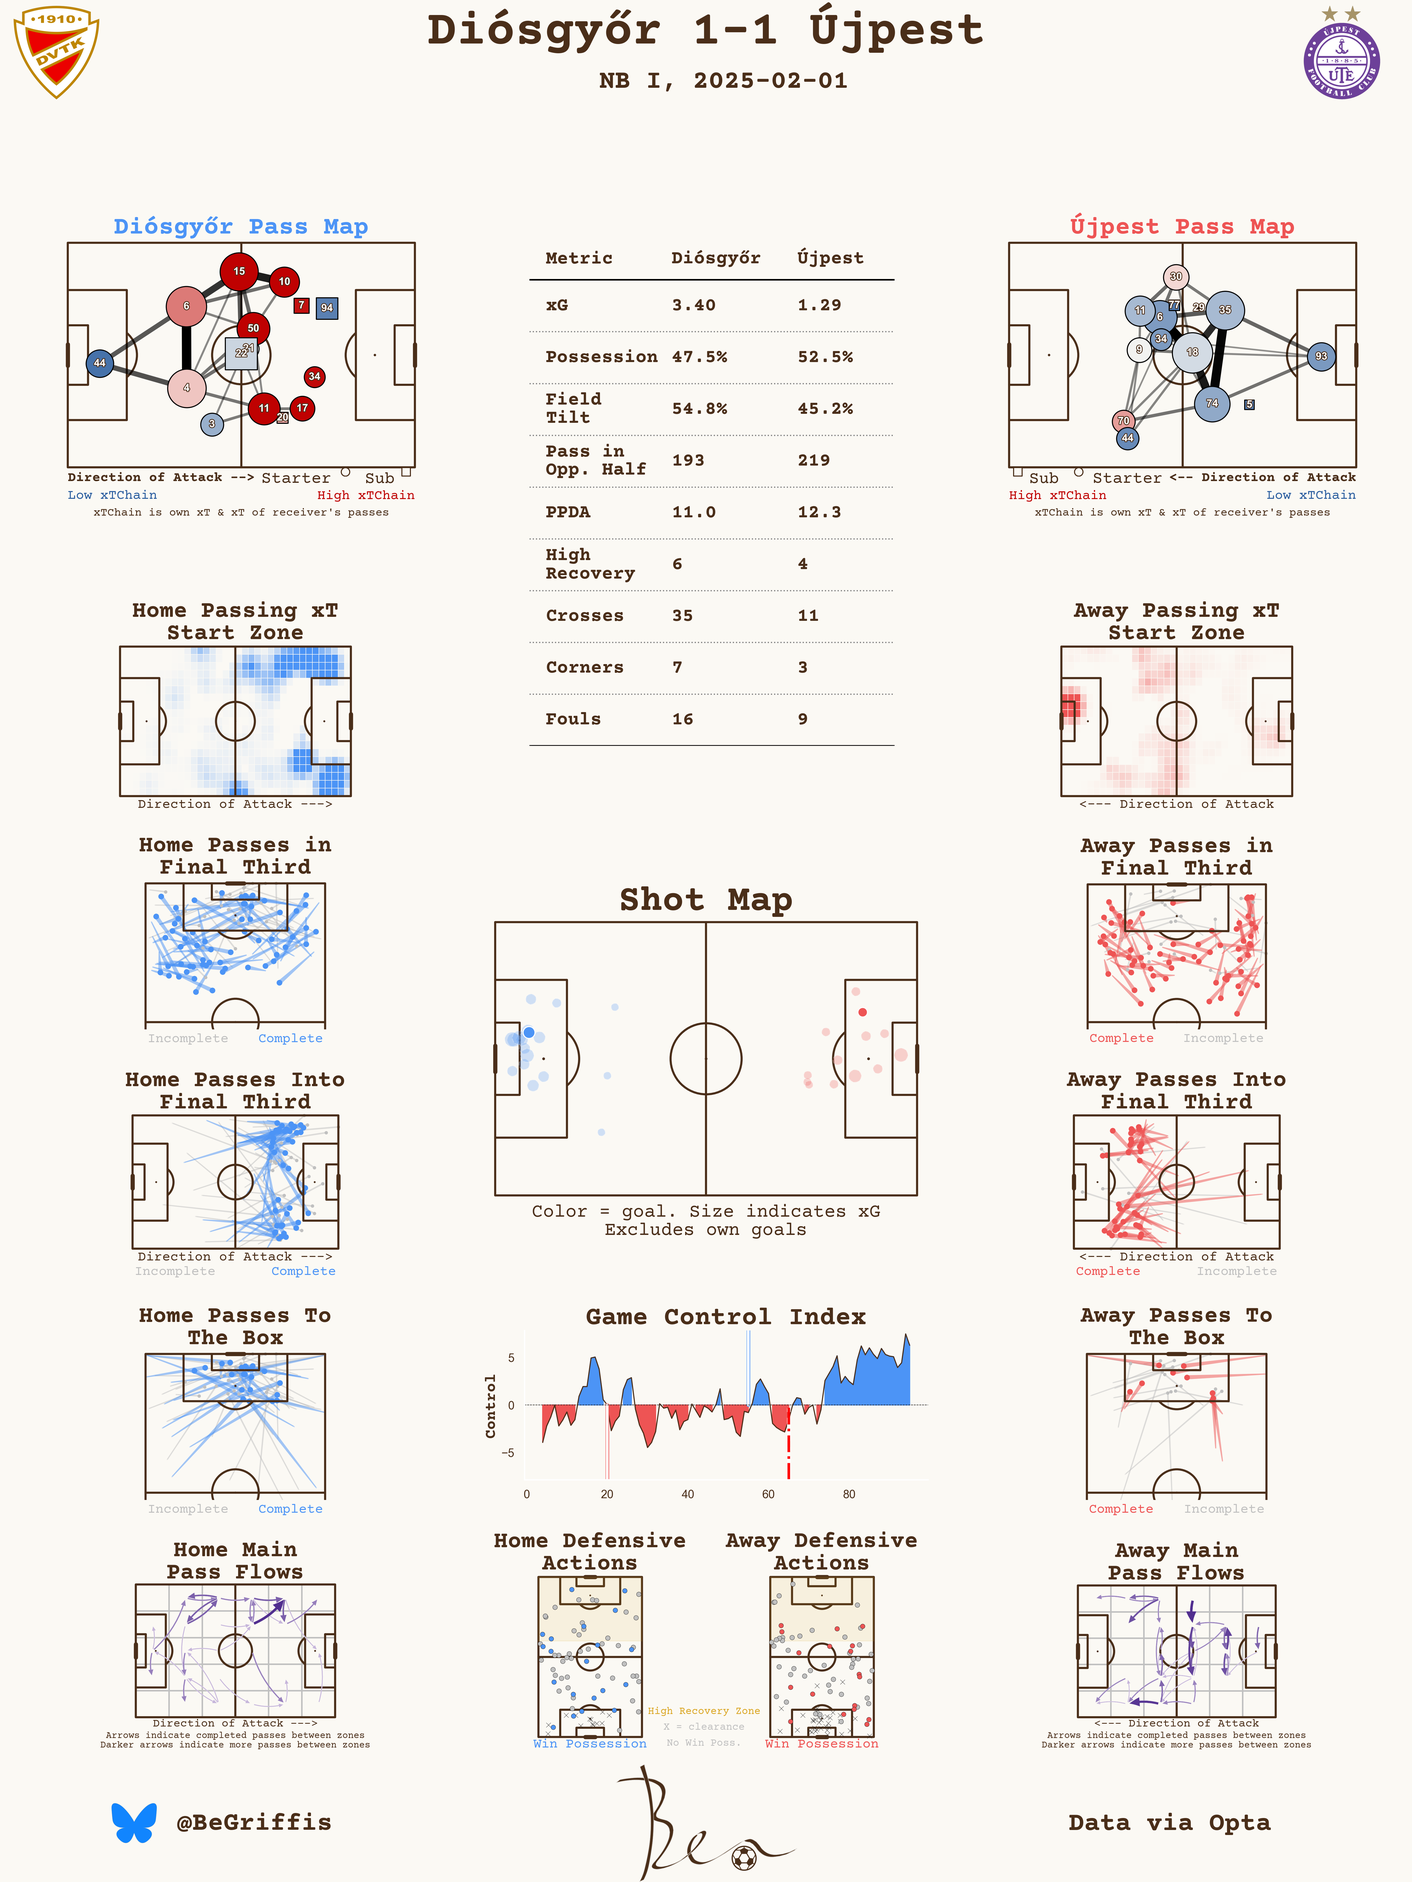 Diósgyőr 1-1 Újpest
NB I, 2025-02-01
·1910·
DVTK
ÚJPEST
·1·8·8·5·
UTE
FOOTBALL CLUB
Diósgyőr Pass Map
15
10
6
7
94
50
21
22
44
34
4
11
17
20
3
Direction of Attack --> Starter Sub
Low xTChain High xTChain
xTChain is own xT & xT of receiver's passes
Metric Diósgyőr Újpest
xG 3.40 1.29
Possession 47.5% 52.5%
Field
Tilt 54.8% 45.2%
Pass in
Opp. Half 193 219
PPDA 11.0 12.3
High
Recovery 6 4
Crosses 35 11
Corners 7 3
Fouls 16 9
Újpest Pass Map
30
77
29
11
6
35
34
9
18
93
74
5
70
44
Sub Starter <-- Direction of Attack
High xTChain Low xTChain
xTChain is own xT & xT of receiver's passes
Home Passing xT
Start Zone
Direction of Attack --->
Away Passing xT
Start Zone
<--- Direction of Attack
Home Passes in
Final Third
Incomplete Complete
Away Passes in
Final Third
Complete Incomplete
Shot Map
Color = goal. Size indicates xG
Excludes own goals
Home Passes Into
Final Third
Direction of Attack --->
Incomplete Complete
Away Passes Into
Final Third
<--- Direction of Attack
Complete Incomplete
Home Passes To
The Box
Incomplete Complete
Game Control Index
Control
5
0
−5
0 20 40 60 80
Away Passes To
The Box
Complete Incomplete
Home Main
Pass Flows
Direction of Attack --->
Arrows indicate completed passes between zones
Darker arrows indicate more passes between zones
Home Defensive
Actions
Win Possession
Away Defensive
Actions
Win Possession
High Recovery Zone
X = clearance
No Win Poss.
Away Main
Pass Flows
<--- Direction of Attack
Arrows indicate completed passes between zones
Darker arrows indicate more passes between zones
@BeGriffis
Ben
Data via Opta